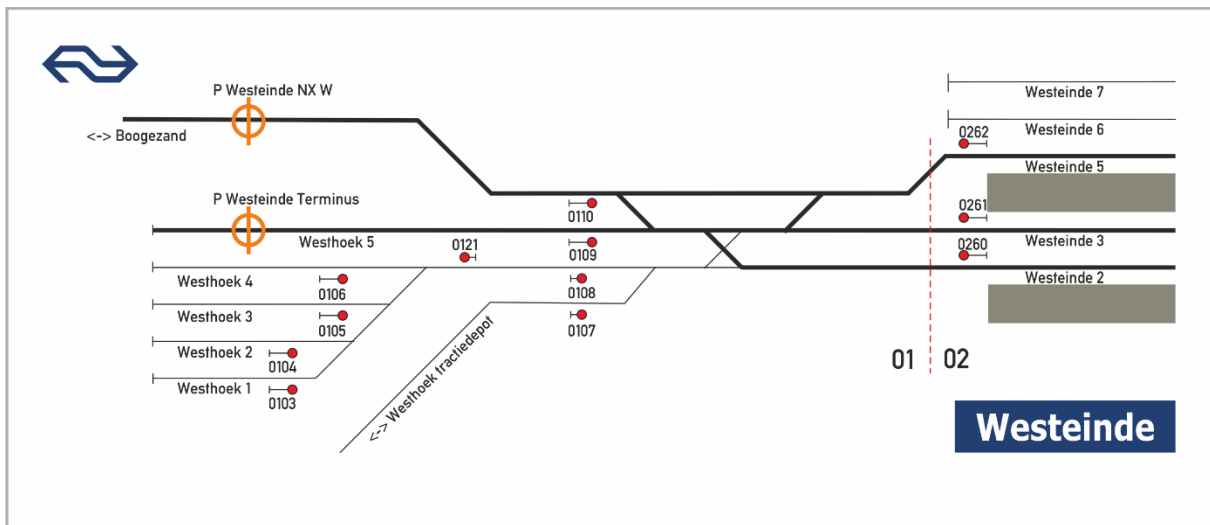 P Westeinde NX W
<-> Boogezand
Westeinde 7
Westeinde 6
0262
Westeinde 5
P Westeinde Terminus
0110
0261
Westhoek 5
0121
0109
Westeinde 3
0260
Westhoek 4
0106
0108
Westeinde 2
Westhoek 3
0105
0107
Westhoek 2
0104
01
02
Westhoek 1
0103
<-> Westhoek tractiedepot
Westeinde